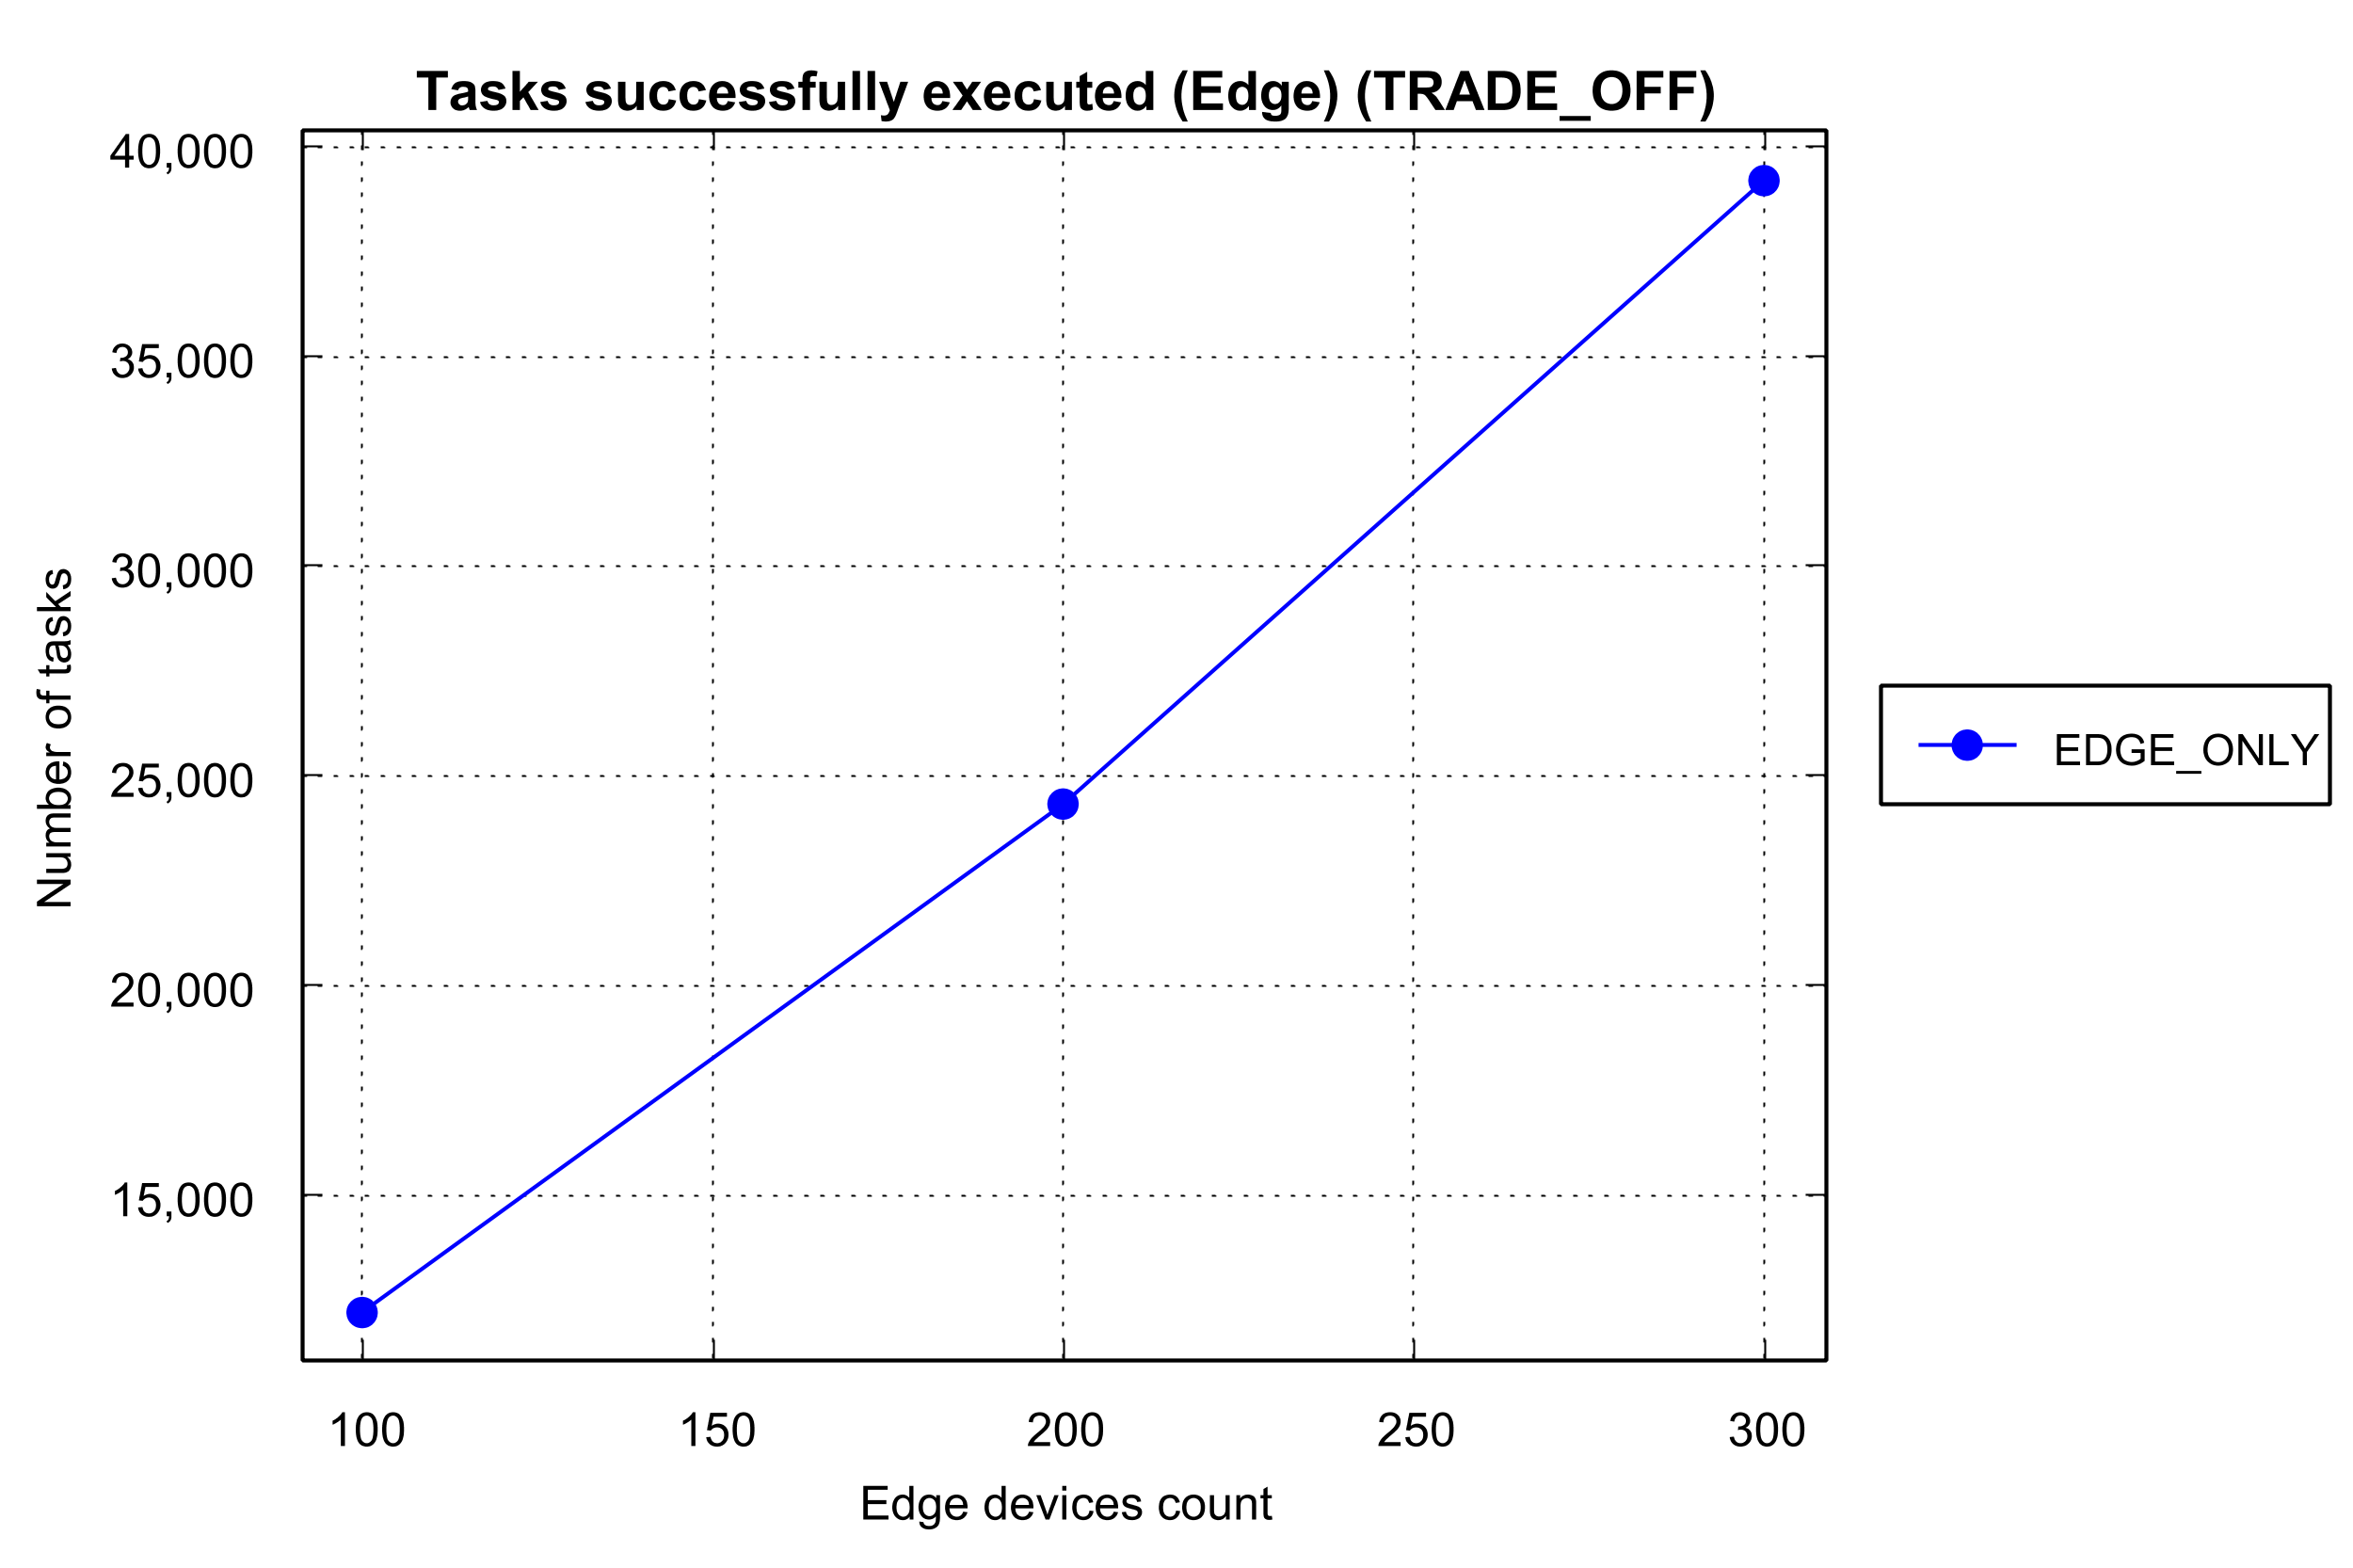 Tasks successfully executed (Edge) (TRADE_OFF)
40,000
35,000
30,000
25,000
20,000
15,000
Number of tasks
100 150 200 250 300
Edge devices count
EDGE_ONLY